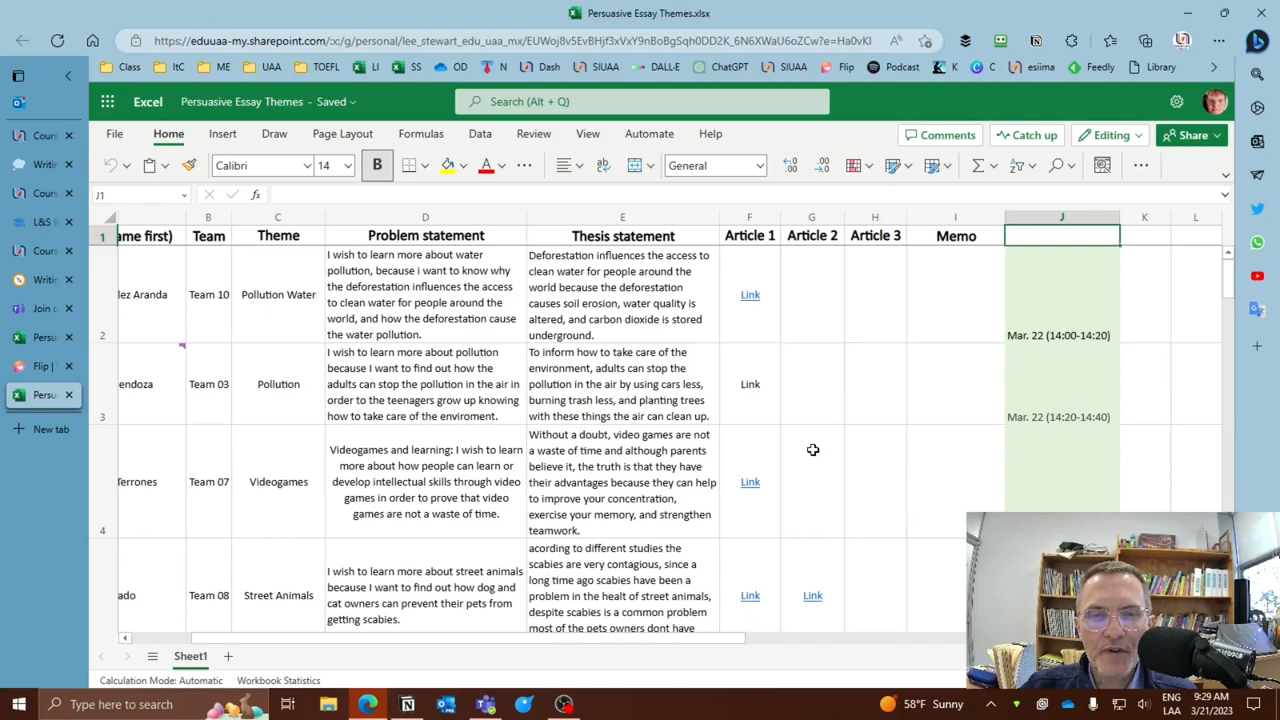 Persuasive Essay Themes.xlsx
https://eduuaa-my.sharepoint.com/:x:/g/personal/lee_stewart_edu_uaa_mx/EUWoj8v5EvBHjf3xVxY9nBoBgSqh0DD2K_6N6XWaU6oZCw?e=Ha0vKI
Class ItC ME UAA TOEFL LI SS OD N Dash SIUAA DALL·E ChatGPT SIUAA Flip Podcast K C esiima Feedly Library
Excel Persuasive Essay Themes - Saved Search (Alt + Q)
Cours
Writin
Cours
L&S I
Cours
Writin
Join c
Persu
Flip |
Persu
New tab
File Home Insert Draw Page Layout Formulas Data Review View Automate Help Comments Catch up Editing Share
Calibri 14 B A General
J1 fx
B C D E F G H I J K L
1 ame first) Team Theme Problem statement Thesis statement Article 1 Article 2 Article 3 Memo
lez Aranda Team 10 Pollution Water
I wish to learn more about water
pollution, because i want to know why
the deforestation influences the access
to clean water for people around the
world, and how the deforestation cause
the water pollution.
Deforestation influences the access to
clean water for people around the
world because the deforestation
causes soil erosion, water quality is
altered, and carbon dioxide is stored
underground.
Link
Mar. 22 (14:00-14:20)
2
endoza Team 03 Pollution
I wish to learn more about pollution
because I want to find out how the
adults can stop the pollution in the air in
order to the teenagers grow up knowing
how to take care of the enviroment.
To inform how to take care of the
environment, adults can stop the
pollution in the air by using cars less,
burning trash less, and planting trees
with these things the air can clean up.
Link
Mar. 22 (14:20-14:40)
3
Terrones Team 07 Videogames
Videogames and learning: I wish to learn
more about how people can learn or
develop intellectual skills through video
games in order to prove that video
games are not a waste of time.
Without a doubt, video games are not
a waste of time and although parents
believe it, the truth is that they have
their advantages because they can help
to improve your concentration,
exercise your memory, and strengthen
teamwork.
Link
4
ado Team 08 Street Animals
I wish to learn more about street animals
because I want to find out how dog and
cat owners can prevent their pets from
getting scabies.
acording to different studies the
scabies are very contagious, since a
long time ago scabies have been a
problem in the healt of street animals,
despite scabies is a common problem
most of the pets owners dont have
Link Link
Sheet1
Calculation Mode: Automatic Workbook Statistics
Type here to search
58°F Sunny
ENG
LAA
9:29 AM
3/21/2023